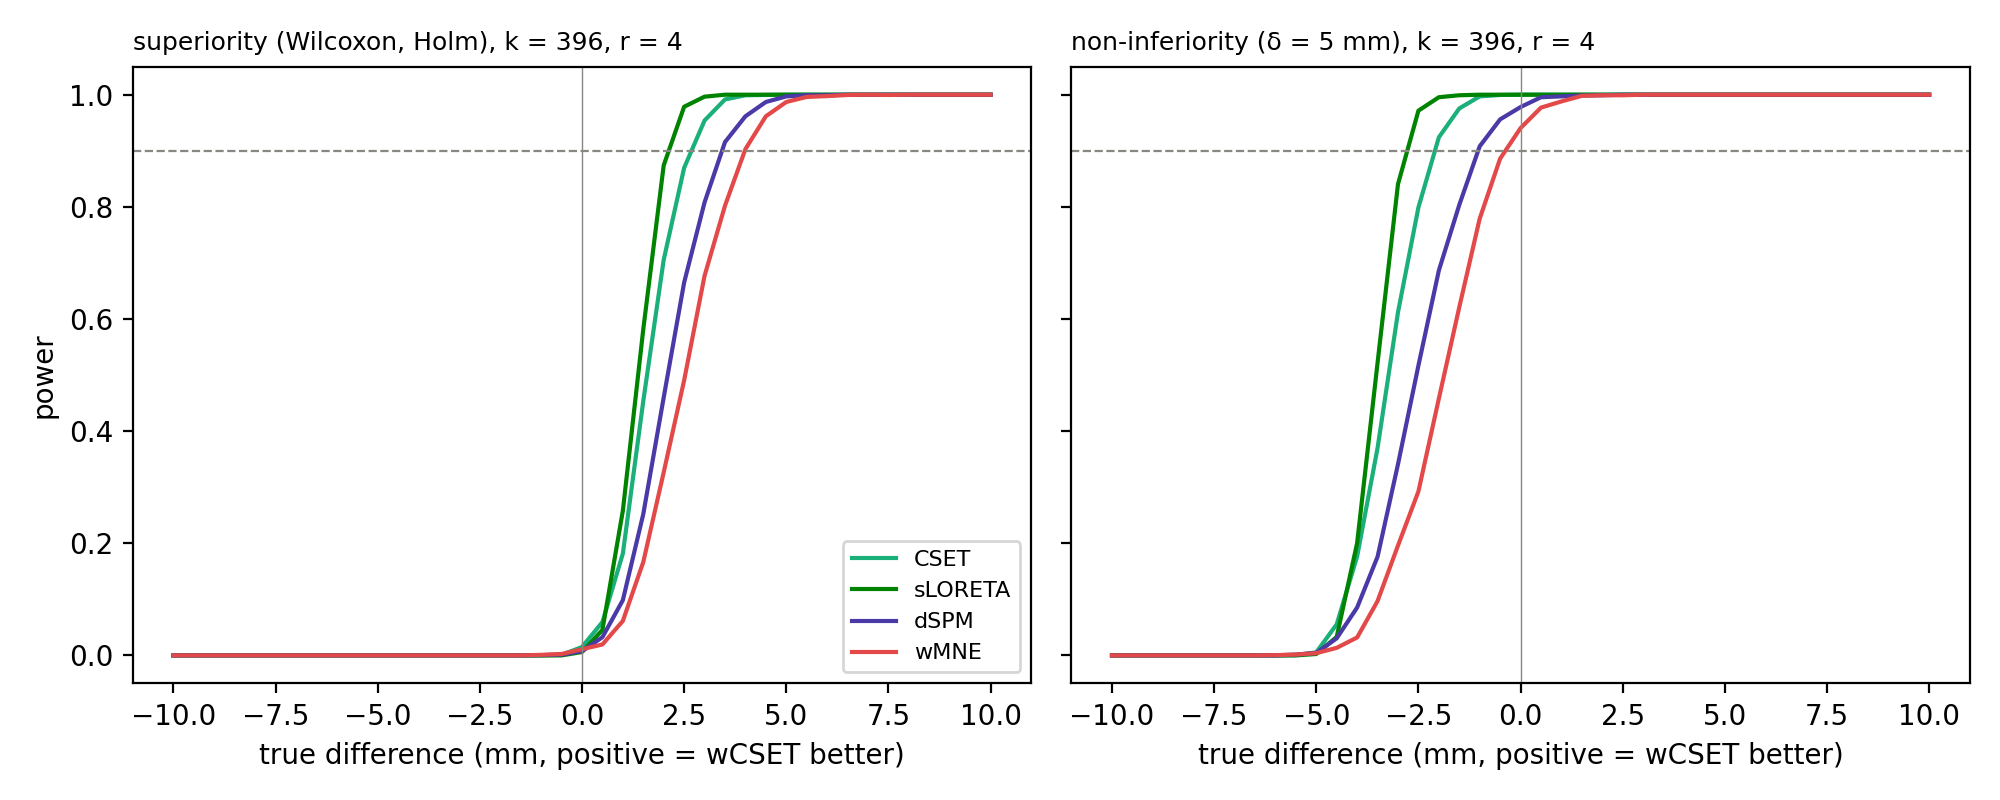 superiority (Wilcoxon, Holm), k = 396, r = 4
non-inferiority (δ = 5 mm), k = 396, r = 4
power
1.0
0.8
0.6
0.4
0.2
0.0
CSET
sLORETA
dSPM
wMNE
−10.0 −7.5 −5.0 −2.5 0.0 2.5 5.0 7.5 10.0
−10.0 −7.5 −5.0 −2.5 0.0 2.5 5.0 7.5 10.0
true difference (mm, positive = wCSET better)
true difference (mm, positive = wCSET better)